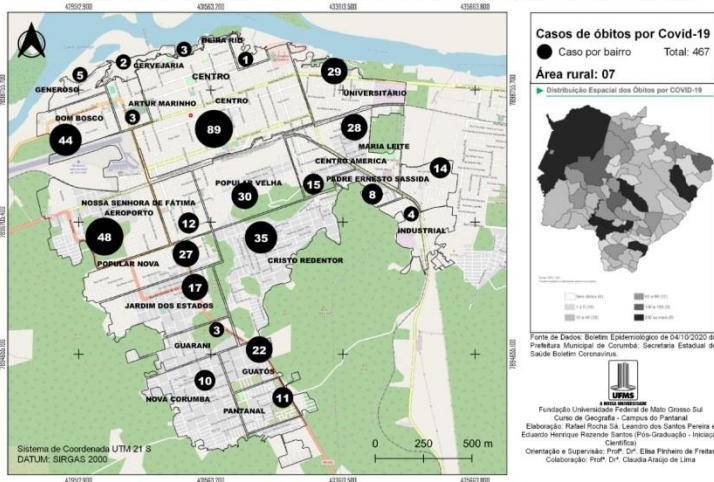 BEIRA RIO
3
1
2
CERVEJARIA
29
5
CENTRO
GENEROSO
UNIVERSITÁRIO
ARTUR MARINHO
CENTRO
3
DOM BOSCO
89
28
44
MARIA LEITE
CENTRO AMERICA
14
PADRE ERNESTO SASSIDA
POPULAR VELHA
15
8
30
NOSSA SENHORA DE FÁTIMA
AEROPORTO
4
12
48
35
INDUSTRIAL
27
POPULAR NOVA
CRISTO REDENTOR
17
JARDIM DOS ESTADOS
3
GUARANI
22
GUATÓS
10
11
NOVA CORUMBA
PANTANAL
Sistema de Coordenada UTM 21 S
DATUM: SIRGAS 2000
0 250 500 m
Casos de óbitos por Covid-19
Caso por bairro Total: 467
Área rural: 07
Distribuição Espacial dos Óbitos por COVID-19
Fonte de Dados: Boletim Epidemiológico de 04/10/2020 da
Prefeitura Municipal de Corumbá; Secretaria Estadual de
Saúde Boletim Coronavirus.
UFMS
Fundação Universidade Federal de Mato Grosso Sul
Curso de Geografia - Campus do Pantanal
Elaboração: Rafael Rocha Sá, Leandro dos Santos Pereira e
Eduardo Henrique Rezende Santos (Pós-Graduação - Iniciação
Científica)
Orientação e Supervisão: Profª. Drª. Elisa Pinheiro de Freitas
Colaboração: Profª. Drª. Claudia Araújo de Lima